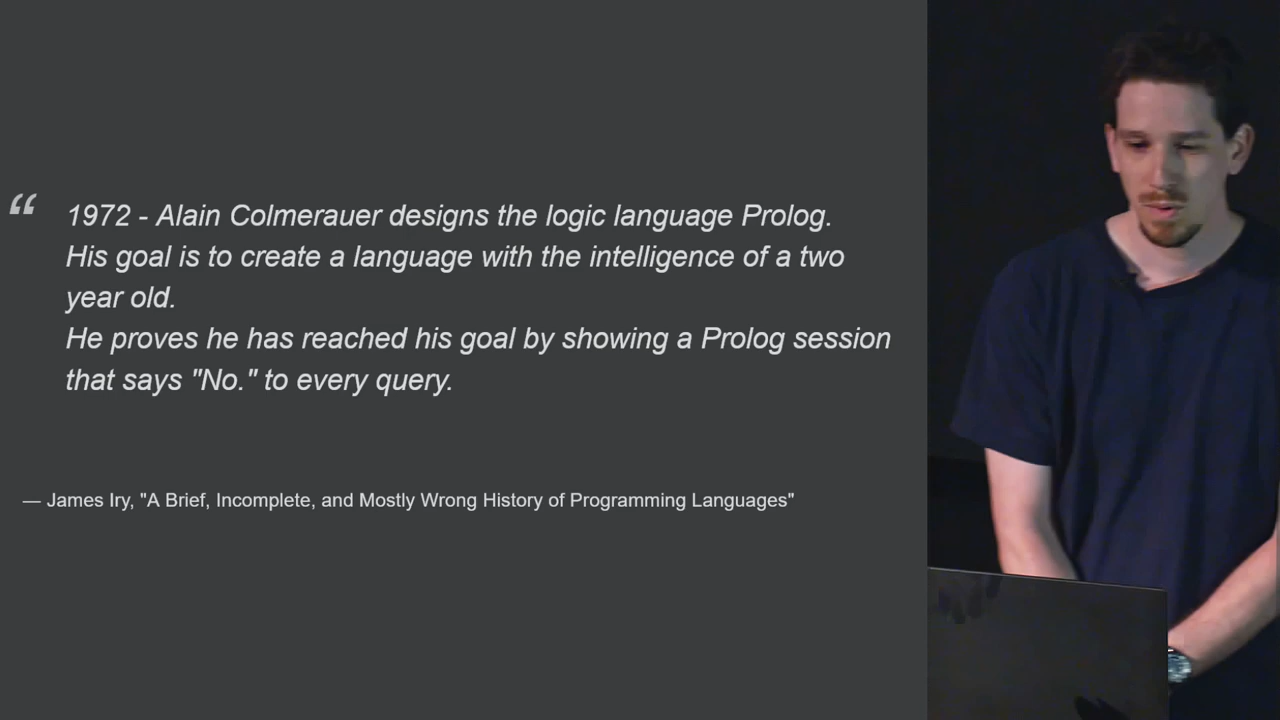 “ 1972 - Alain Colmerauer designs the logic language Prolog.
His goal is to create a language with the intelligence of a two
year old.
He proves he has reached his goal by showing a Prolog session
that says "No." to every query.
— James Iry, "A Brief, Incomplete, and Mostly Wrong History of Programming Languages"